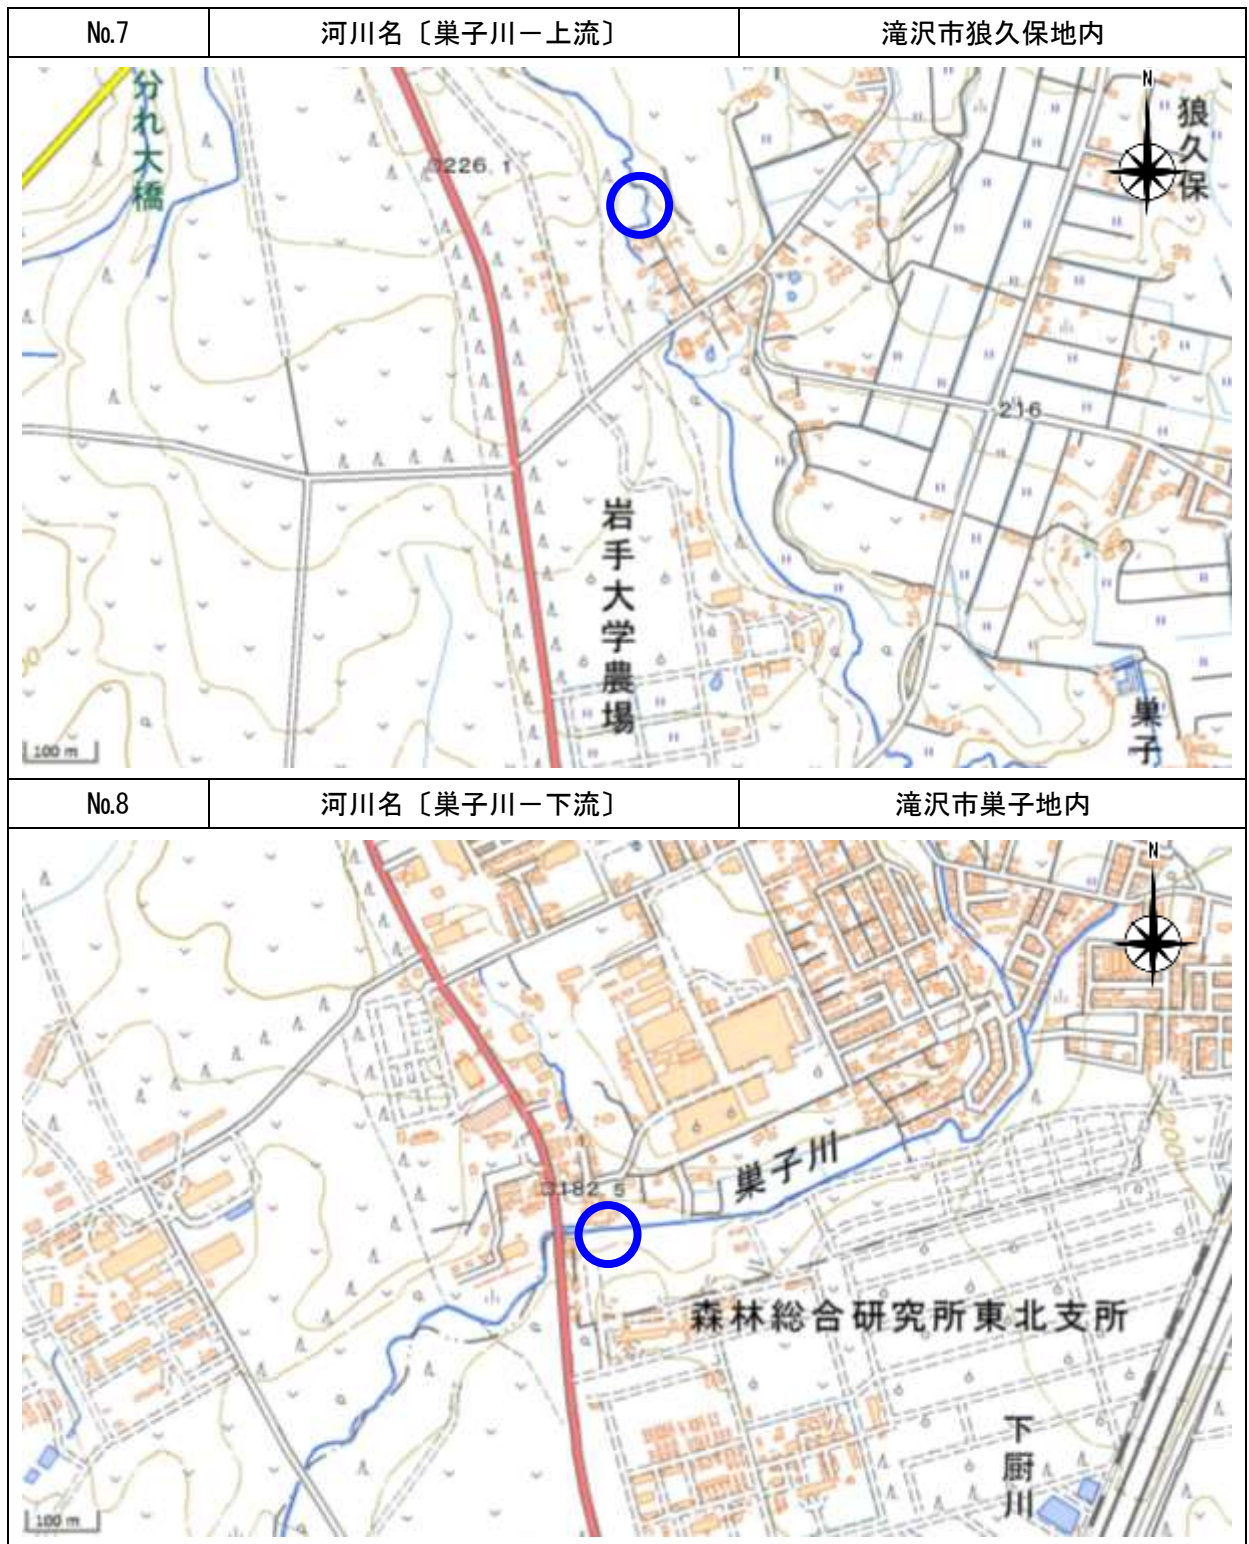 No.7 河川名〔巣子川－上流〕 滝沢市狼久保地内
分れ大橋
226.1
N
狼久保
216
岩手大学農場
巣子
100 m
No.8 河川名〔巣子川－下流〕 滝沢市巣子地内
N
巣子川
200
182.5
森林総合研究所東北支所
下厨川
100 m